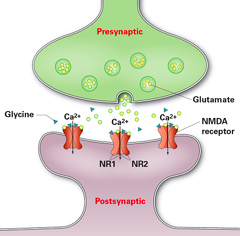 Presynaptic
Glutamate
Glycine
Ca2+
Ca2+
Ca2+
NMDA
receptor
NR1
NR2
Postsynaptic